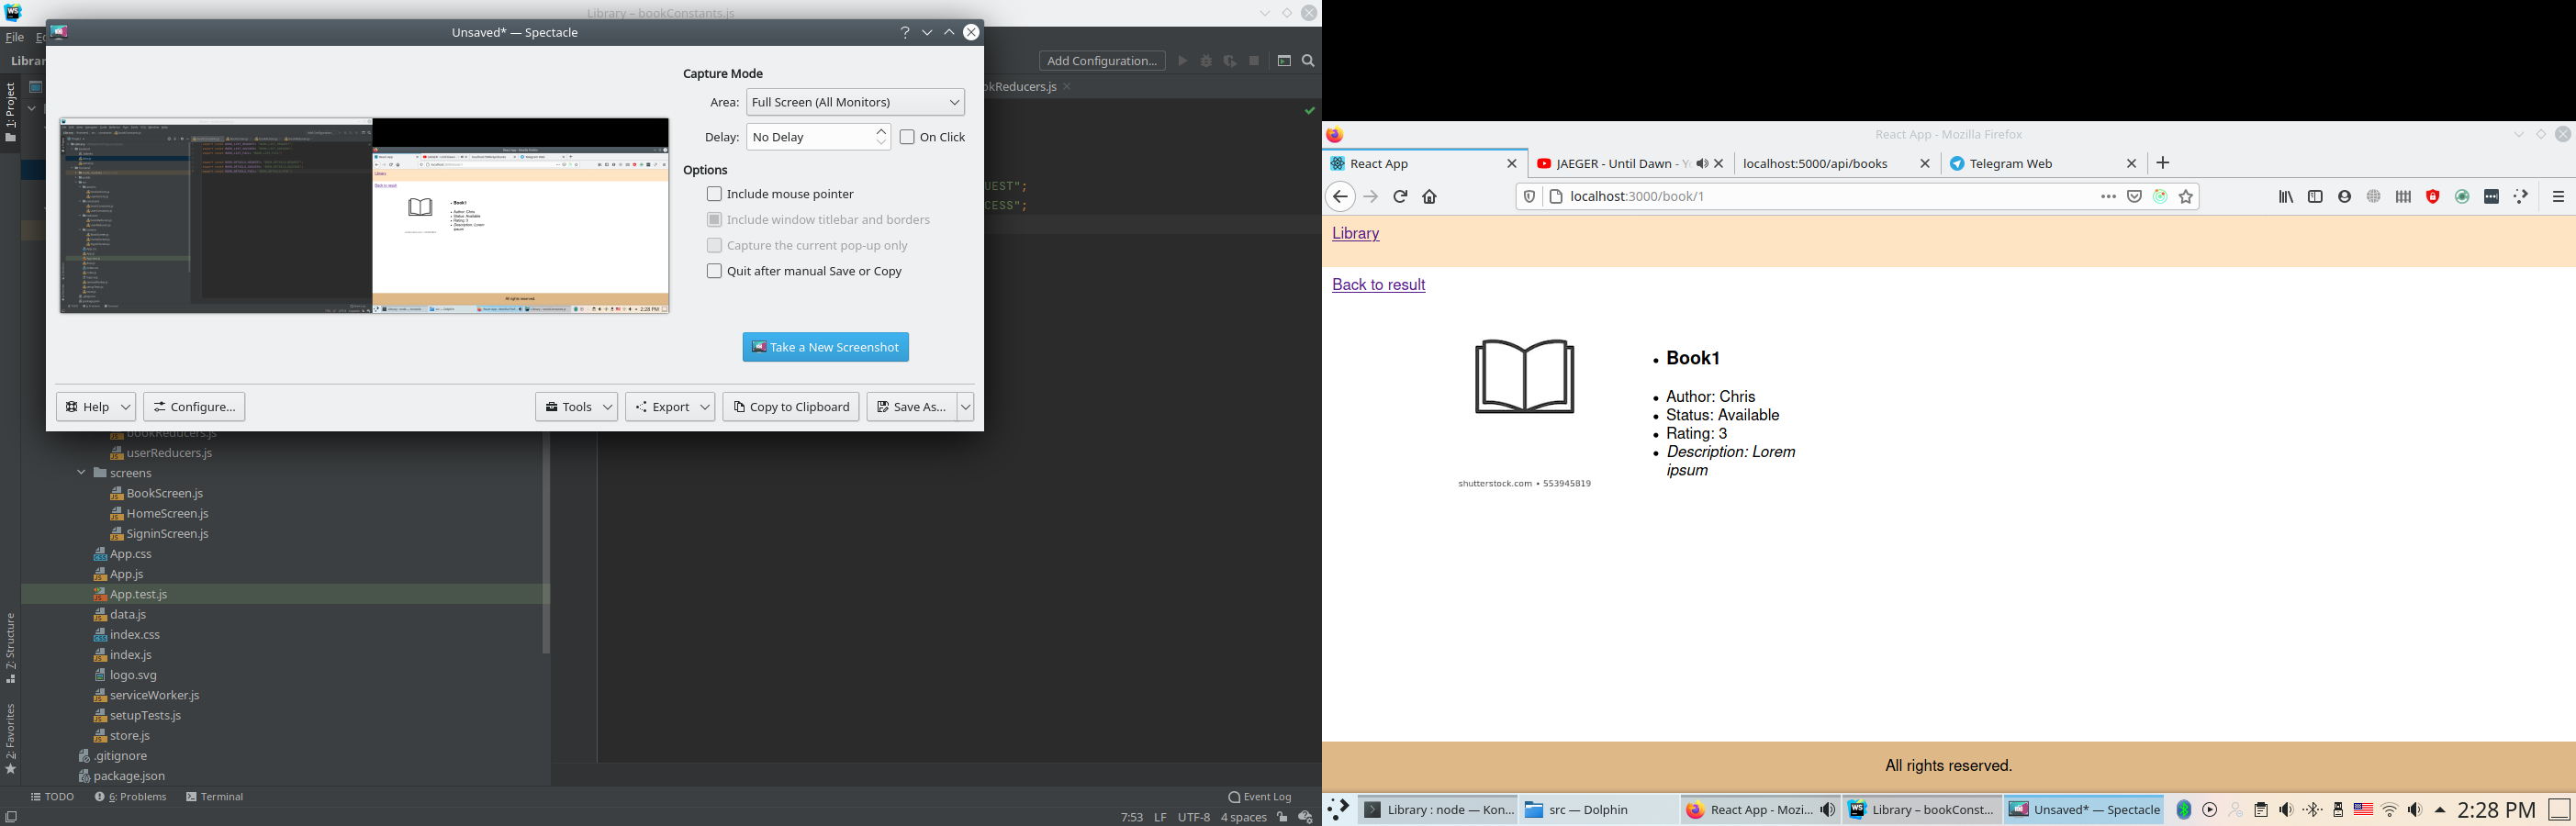 Library – bookConstants.js
File
Unsaved* — Spectacle
Librar
Add Configuration...
okReducers.js
1: Project
Capture Mode
Area: Full Screen (All Monitors)
Delay: No Delay On Click
Options
Include mouse pointer
Include window titlebar and borders
Capture the current pop-up only
Quit after manual Save or Copy
Take a New Screenshot
Help Configure... Tools Export Copy to Clipboard Save As...
UEST";
CESS";
bookReducers.js
userReducers.js
screens
BookScreen.js
HomeScreen.js
SigninScreen.js
App.css
App.js
App.test.js
data.js
index.css
index.js
logo.svg
serviceWorker.js
setupTests.js
store.js
.gitignore
package.json
7: Structure
2: Favorites
TODO 6: Problems Terminal Event Log
7:53 LF UTF-8 4 spaces
React App - Mozilla Firefox
React App JAEGER - Until Dawn - Yo localhost:5000/api/books Telegram Web
localhost:3000/book/1
Library
Back to result
shutterstock.com • 553945819
Book1
Author: Chris
Status: Available
Rating: 3
Description: Lorem
ipsum
All rights reserved.
Library : node — Kon... src — Dolphin React App - Mozi... Library – bookConst... Unsaved* — Spectacle 2:28 PM